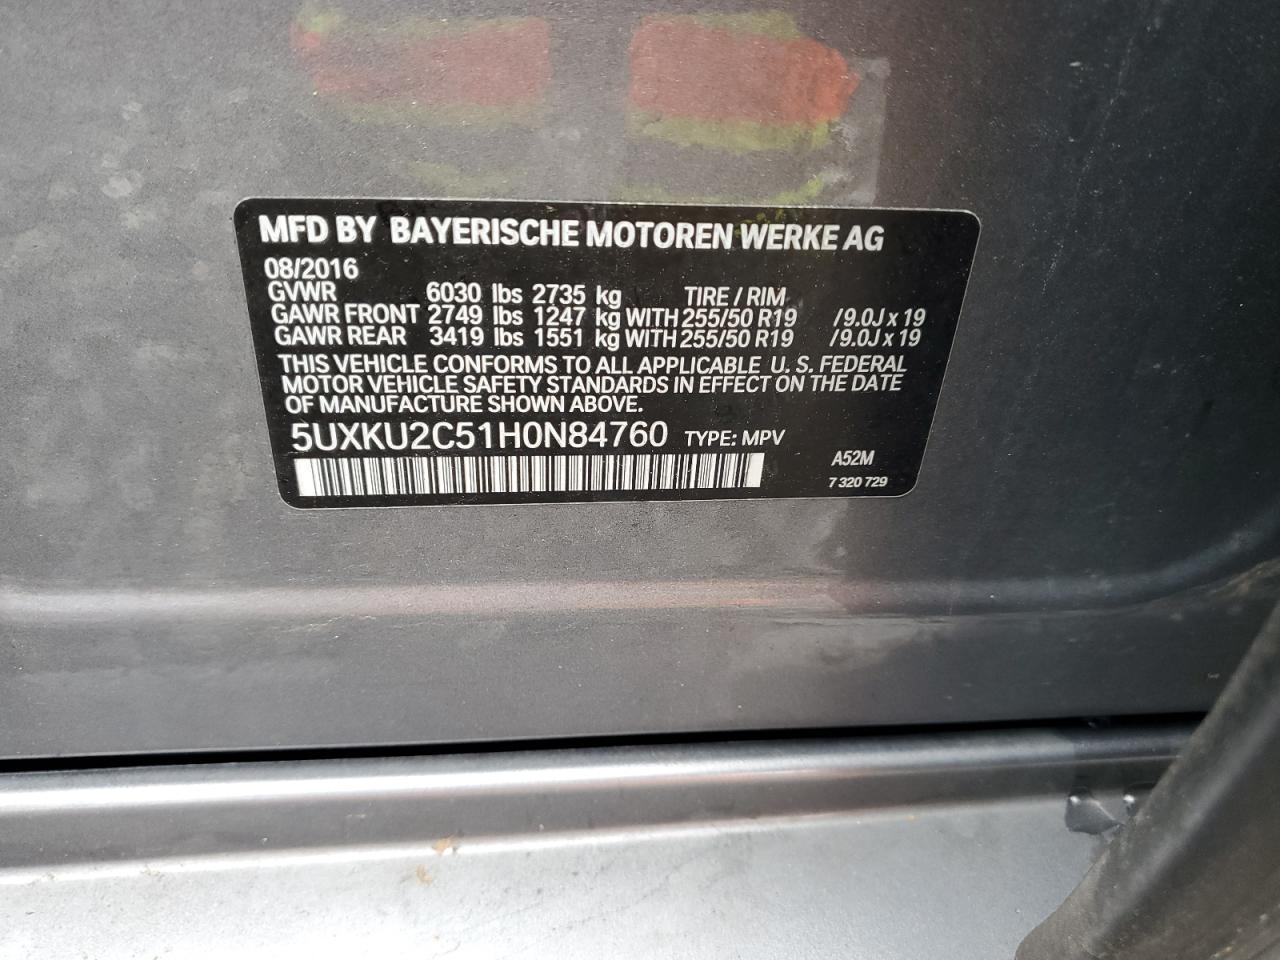 MFD BY BAYERISCHE MOTOREN WERKE AG
08/2016
GVWR 6030 lbs 2735 kg TIRE / RIM
GAWR FRONT 2749 lbs 1247 kg WITH 255/50 R19 /9.0J x 19
GAWR REAR 3419 lbs 1551 kg WITH 255/50 R19 /9.0J x 19
THIS VEHICLE CONFORMS TO ALL APPLICABLE U. S. FEDERAL
MOTOR VEHICLE SAFETY STANDARDS IN EFFECT ON THE DATE
OF MANUFACTURE SHOWN ABOVE.
5UXKU2C51H0N84760 TYPE: MPV
A52M
7 320 729